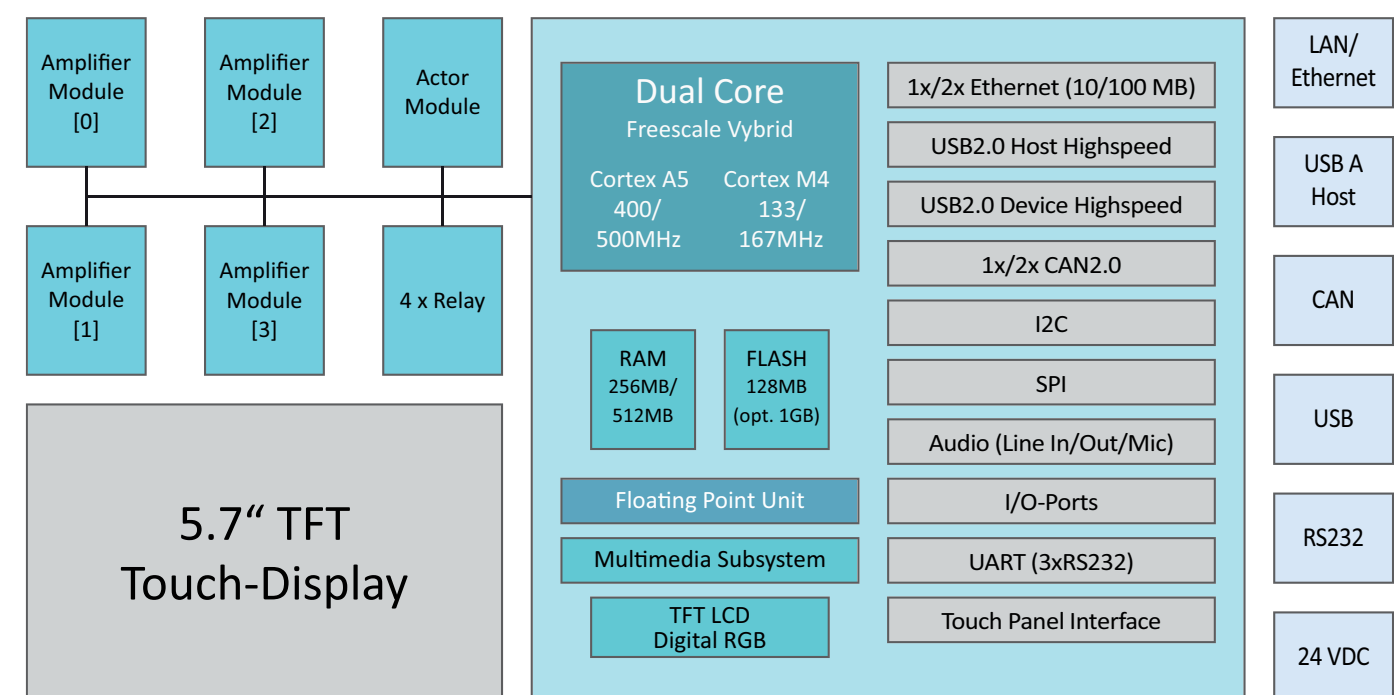 Amplifier
Module
[0]
Amplifier
Module
[2]
Actor
Module
Amplifier
Module
[1]
Amplifier
Module
[3]
4 x Relay
5.7“ TFT
Touch-Display
Dual Core
Freescale Vybrid
Cortex A5
400/
500MHz
Cortex M4
133/
167MHz
RAM
256MB/
512MB
FLASH
128MB
(opt. 1GB)
Floating Point Unit
Multimedia Subsystem
TFT LCD
Digital RGB
1x/2x Ethernet (10/100 MB)
USB2.0 Host Highspeed
USB2.0 Device Highspeed
1x/2x CAN2.0
I2C
SPI
Audio (Line In/Out/Mic)
I/O-Ports
UART (3xRS232)
Touch Panel Interface
LAN/
Ethernet
USB A
Host
CAN
USB
RS232
24 VDC